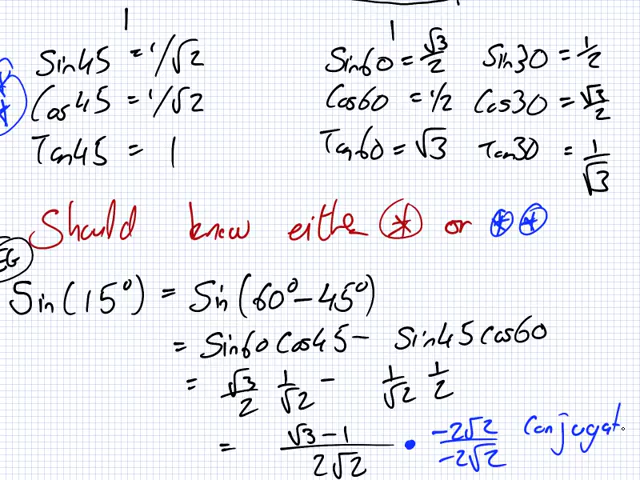 1 1
Sin45 = 1/√2 Sin60 = √3/2 Sin30 = 1/2
Cos45 = 1/√2 Cos60 = 1/2 Cos30 = √3/2
Tan45 = 1 Tan60 = √3 Tan30 = 1/√3
Should know either * or **
EG
Sin(15°) = Sin(60°-45°)
= Sin60 Cos45 - Sin45 Cos60
= √3/2 1/√2 - 1/√2 1/2
= √3-1/2√2 • -2√2/-2√2 Conjugat